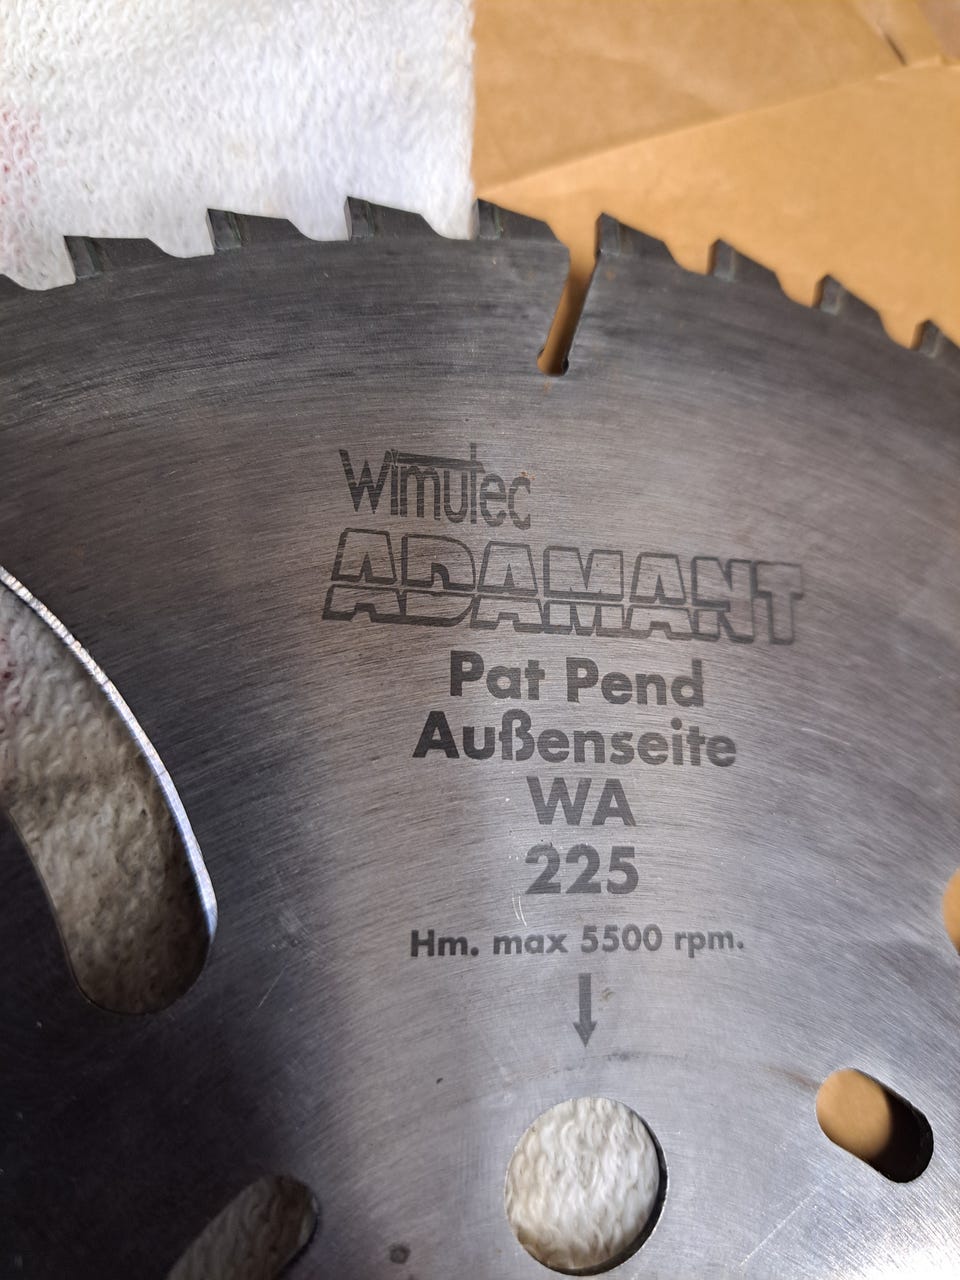 wimutec
ADAMANT
Pat Pend
Außenseite
WA
225
Hm. max 5500 rpm.